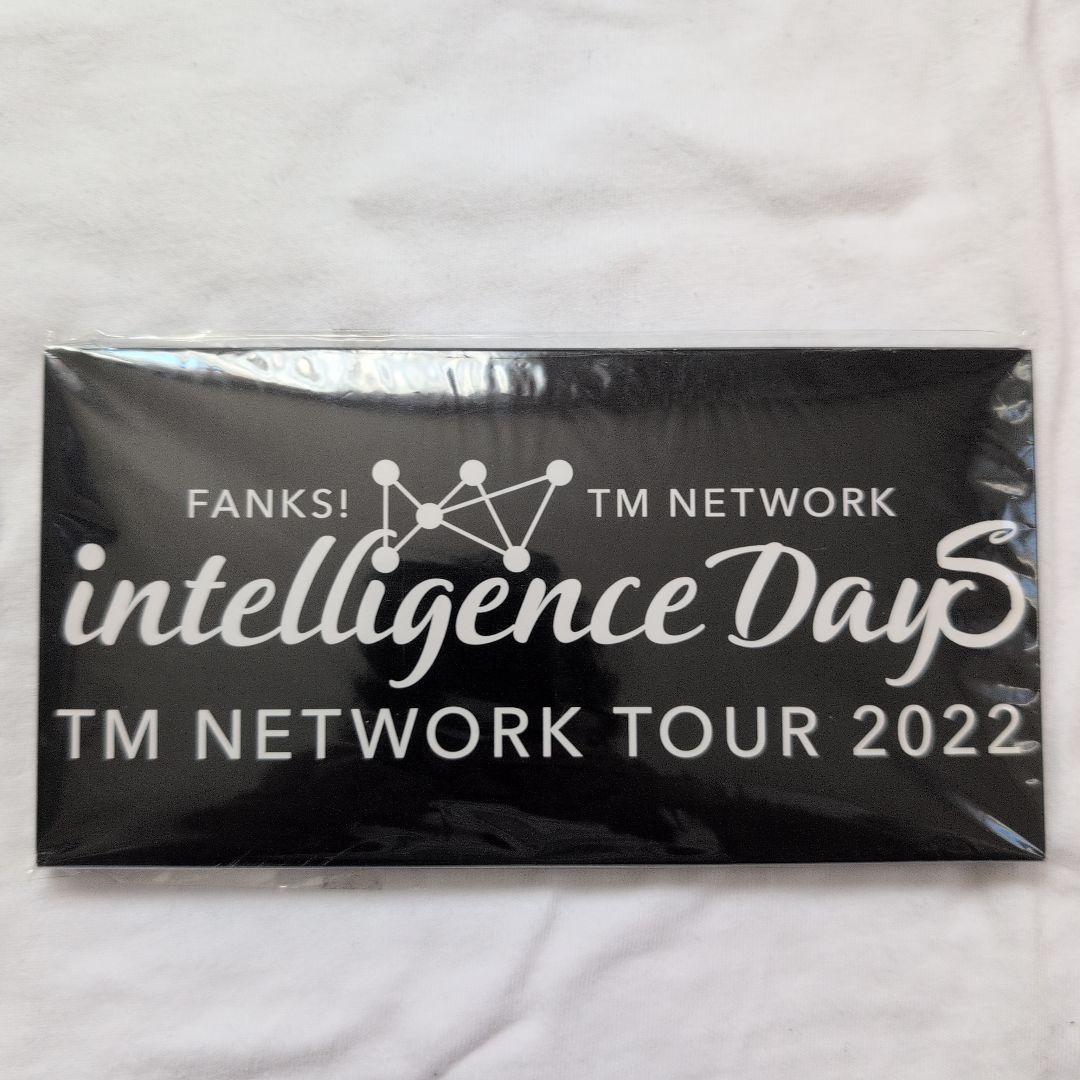 FANKS! TM NETWORK
intelligence DayS
TM NETWORK TOUR 2022